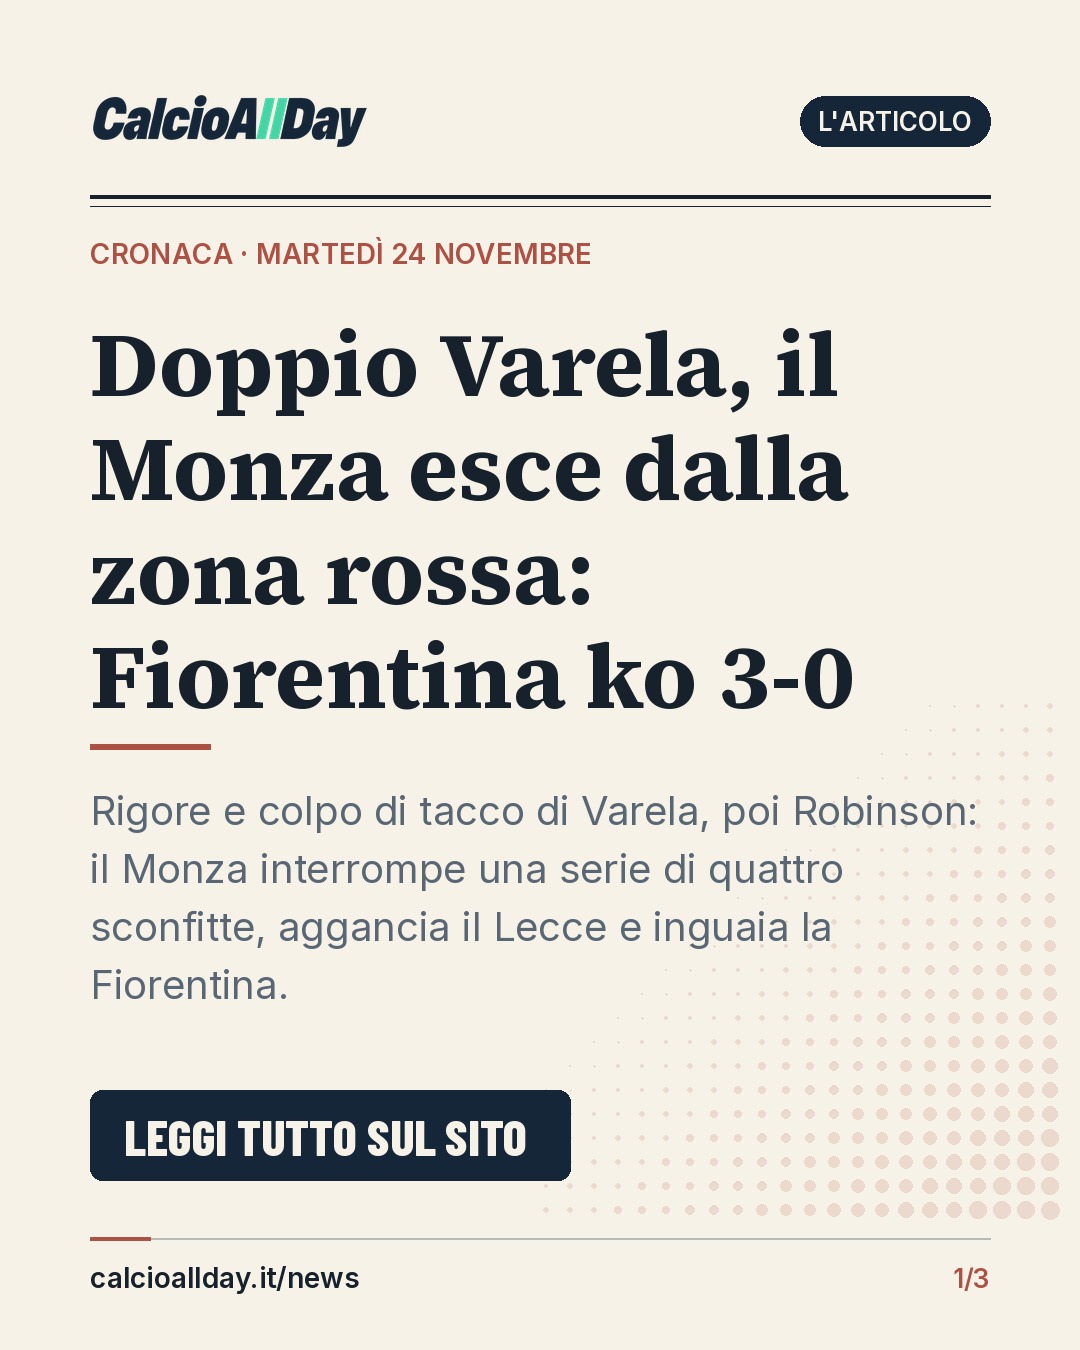 CalcioAllDay
L'ARTICOLO
CRONACA · MARTEDÌ 24 NOVEMBRE
Doppio Varela, il
Monza esce dalla
zona rossa:
Fiorentina ko 3-0
Rigore e colpo di tacco di Varela, poi Robinson:
il Monza interrompe una serie di quattro
sconfitte, aggancia il Lecce e inguaia la
Fiorentina.
LEGGI TUTTO SUL SITO
calcioallday.it/news
1/3